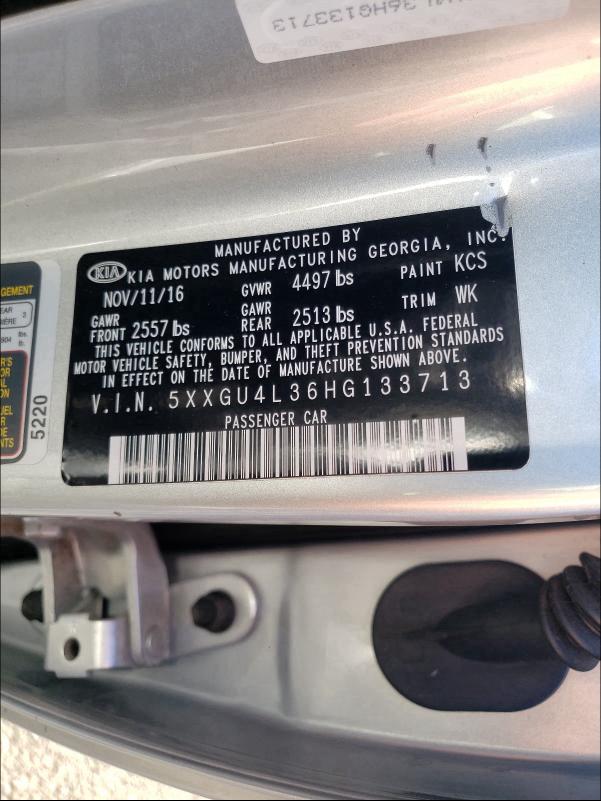 36HG133713
MANUFACTURED BY
KIA KIA MOTORS MANUFACTURING GEORGIA, INC.
NOV/11/16 GVWR 4497 lbs PAINT KCS
GAWR FRONT 2557 lbs GAWR REAR 2513 lbs TRIM WK
THIS VEHICLE CONFORMS TO ALL APPLICABLE U.S.A. FEDERAL
MOTOR VEHICLE SAFETY, BUMPER, AND THEFT PREVENTION STANDARDS
IN EFFECT ON THE DATE OF MANUFACTURE SHOWN ABOVE.
V.I.N. 5XXGU4L36HG133713
PASSENGER CAR
5220